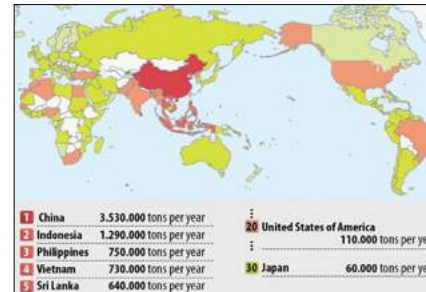 1 China 3.530.000 tons per year
2 Indonesia 1.290.000 tons per year
3 Philippines 750.000 tons per year
4 Vietnam 730.000 tons per year
5 Sri Lanka 640.000 tons per year
20 United States of America
110.000 tons per ye
30 Japan 60.000 tons per year